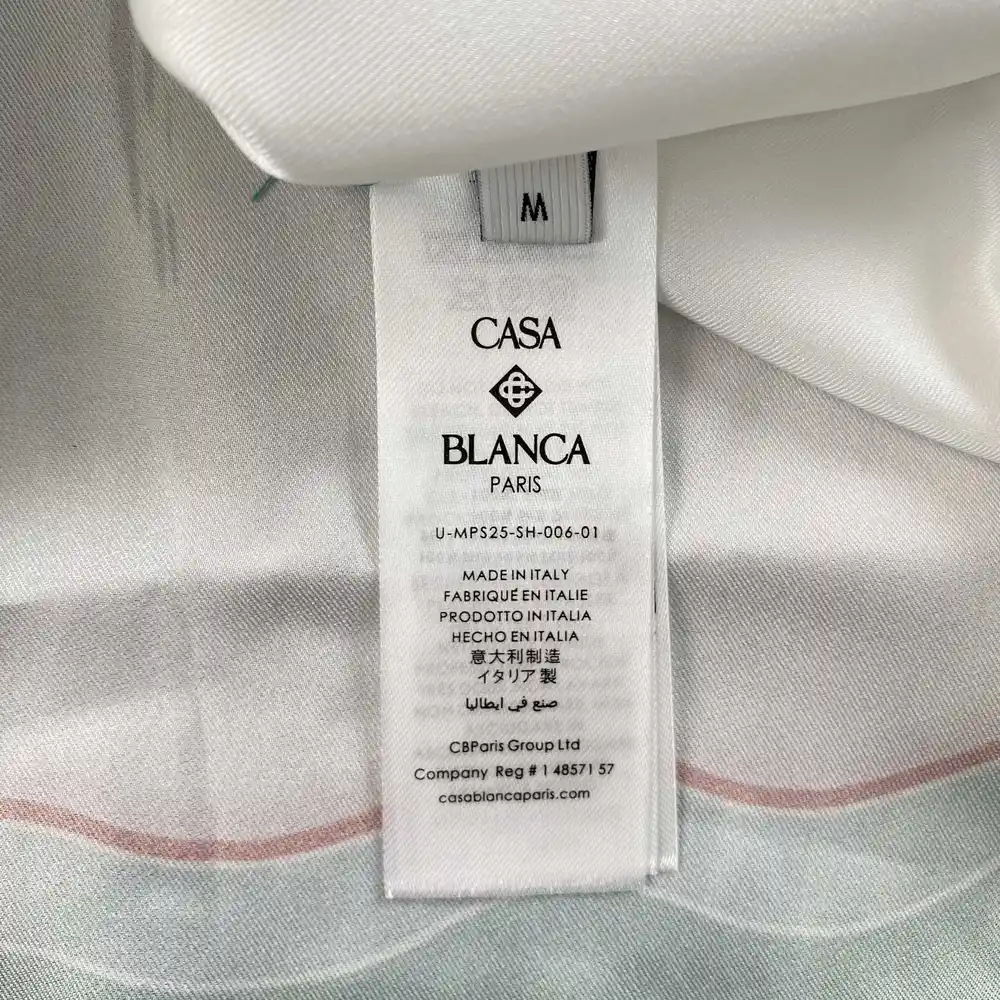 M
CASA
BLANCA
PARIS
U-MPS25-SH-006-01
MADE IN ITALY
FABRIQUÉ EN ITALIE
PRODOTTO IN ITALIA
HECHO EN ITALIA
意大利制造
イタリア製
صنع في ايطاليا
CBParis Group Ltd
Company Reg # 1 48571 57
casablancaparis.com